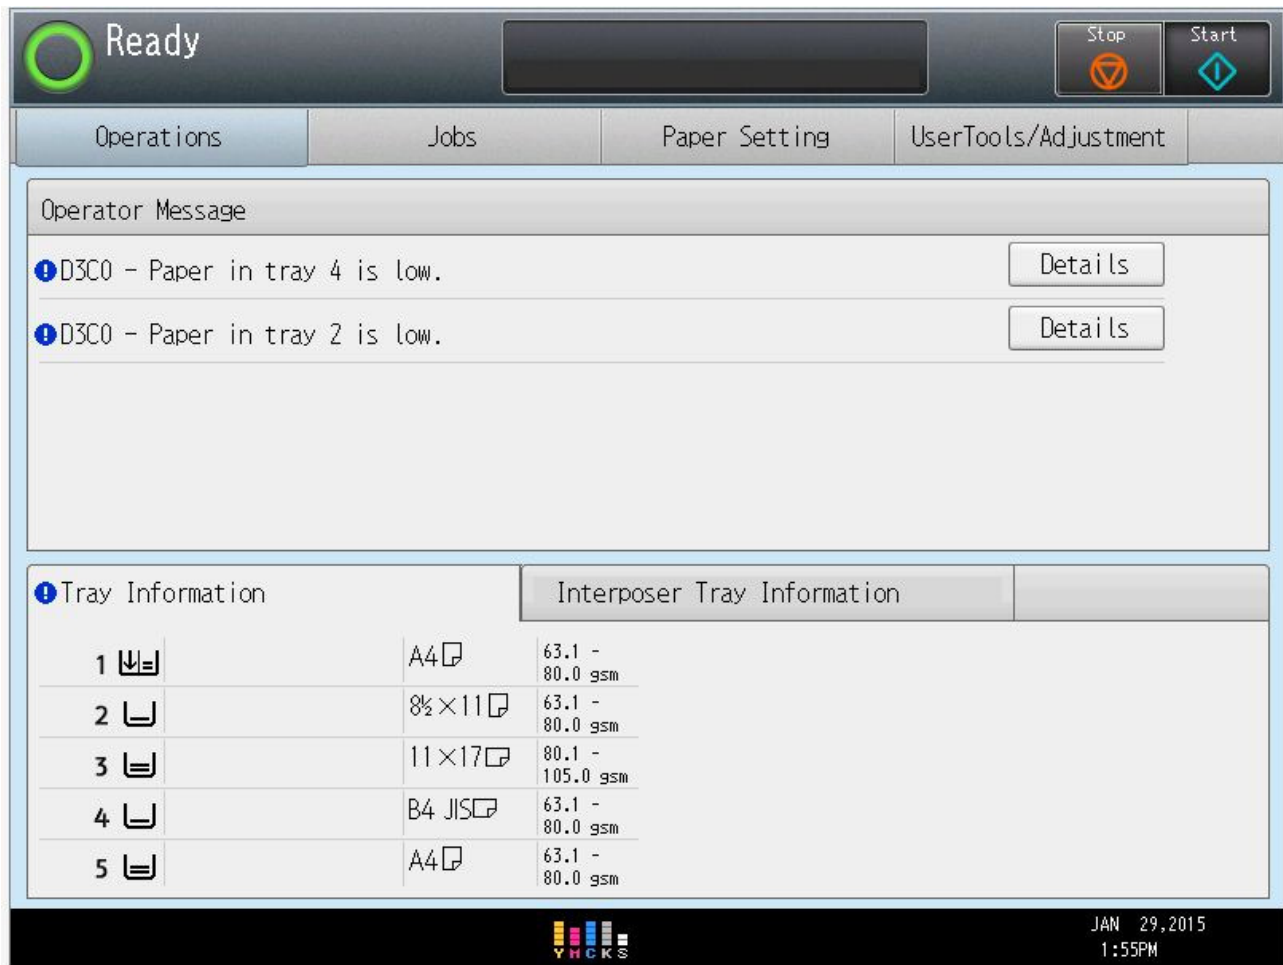 Ready
Stop
Start
Operations
Jobs
Paper Setting
UserTools/Adjustment
Operator Message
D3C0 - Paper in tray 4 is low.
Details
D3C0 - Paper in tray 2 is low.
Details
Tray Information
Interposer Tray Information
1 A4 63.1 -
80.0 gsm
2 8½×11 63.1 -
80.0 gsm
3 11×17 80.1 -
105.0 gsm
4 B4 JIS 63.1 -
80.0 gsm
5 A4 63.1 -
80.0 gsm
Y M C K S
JAN 29,2015
1:55PM